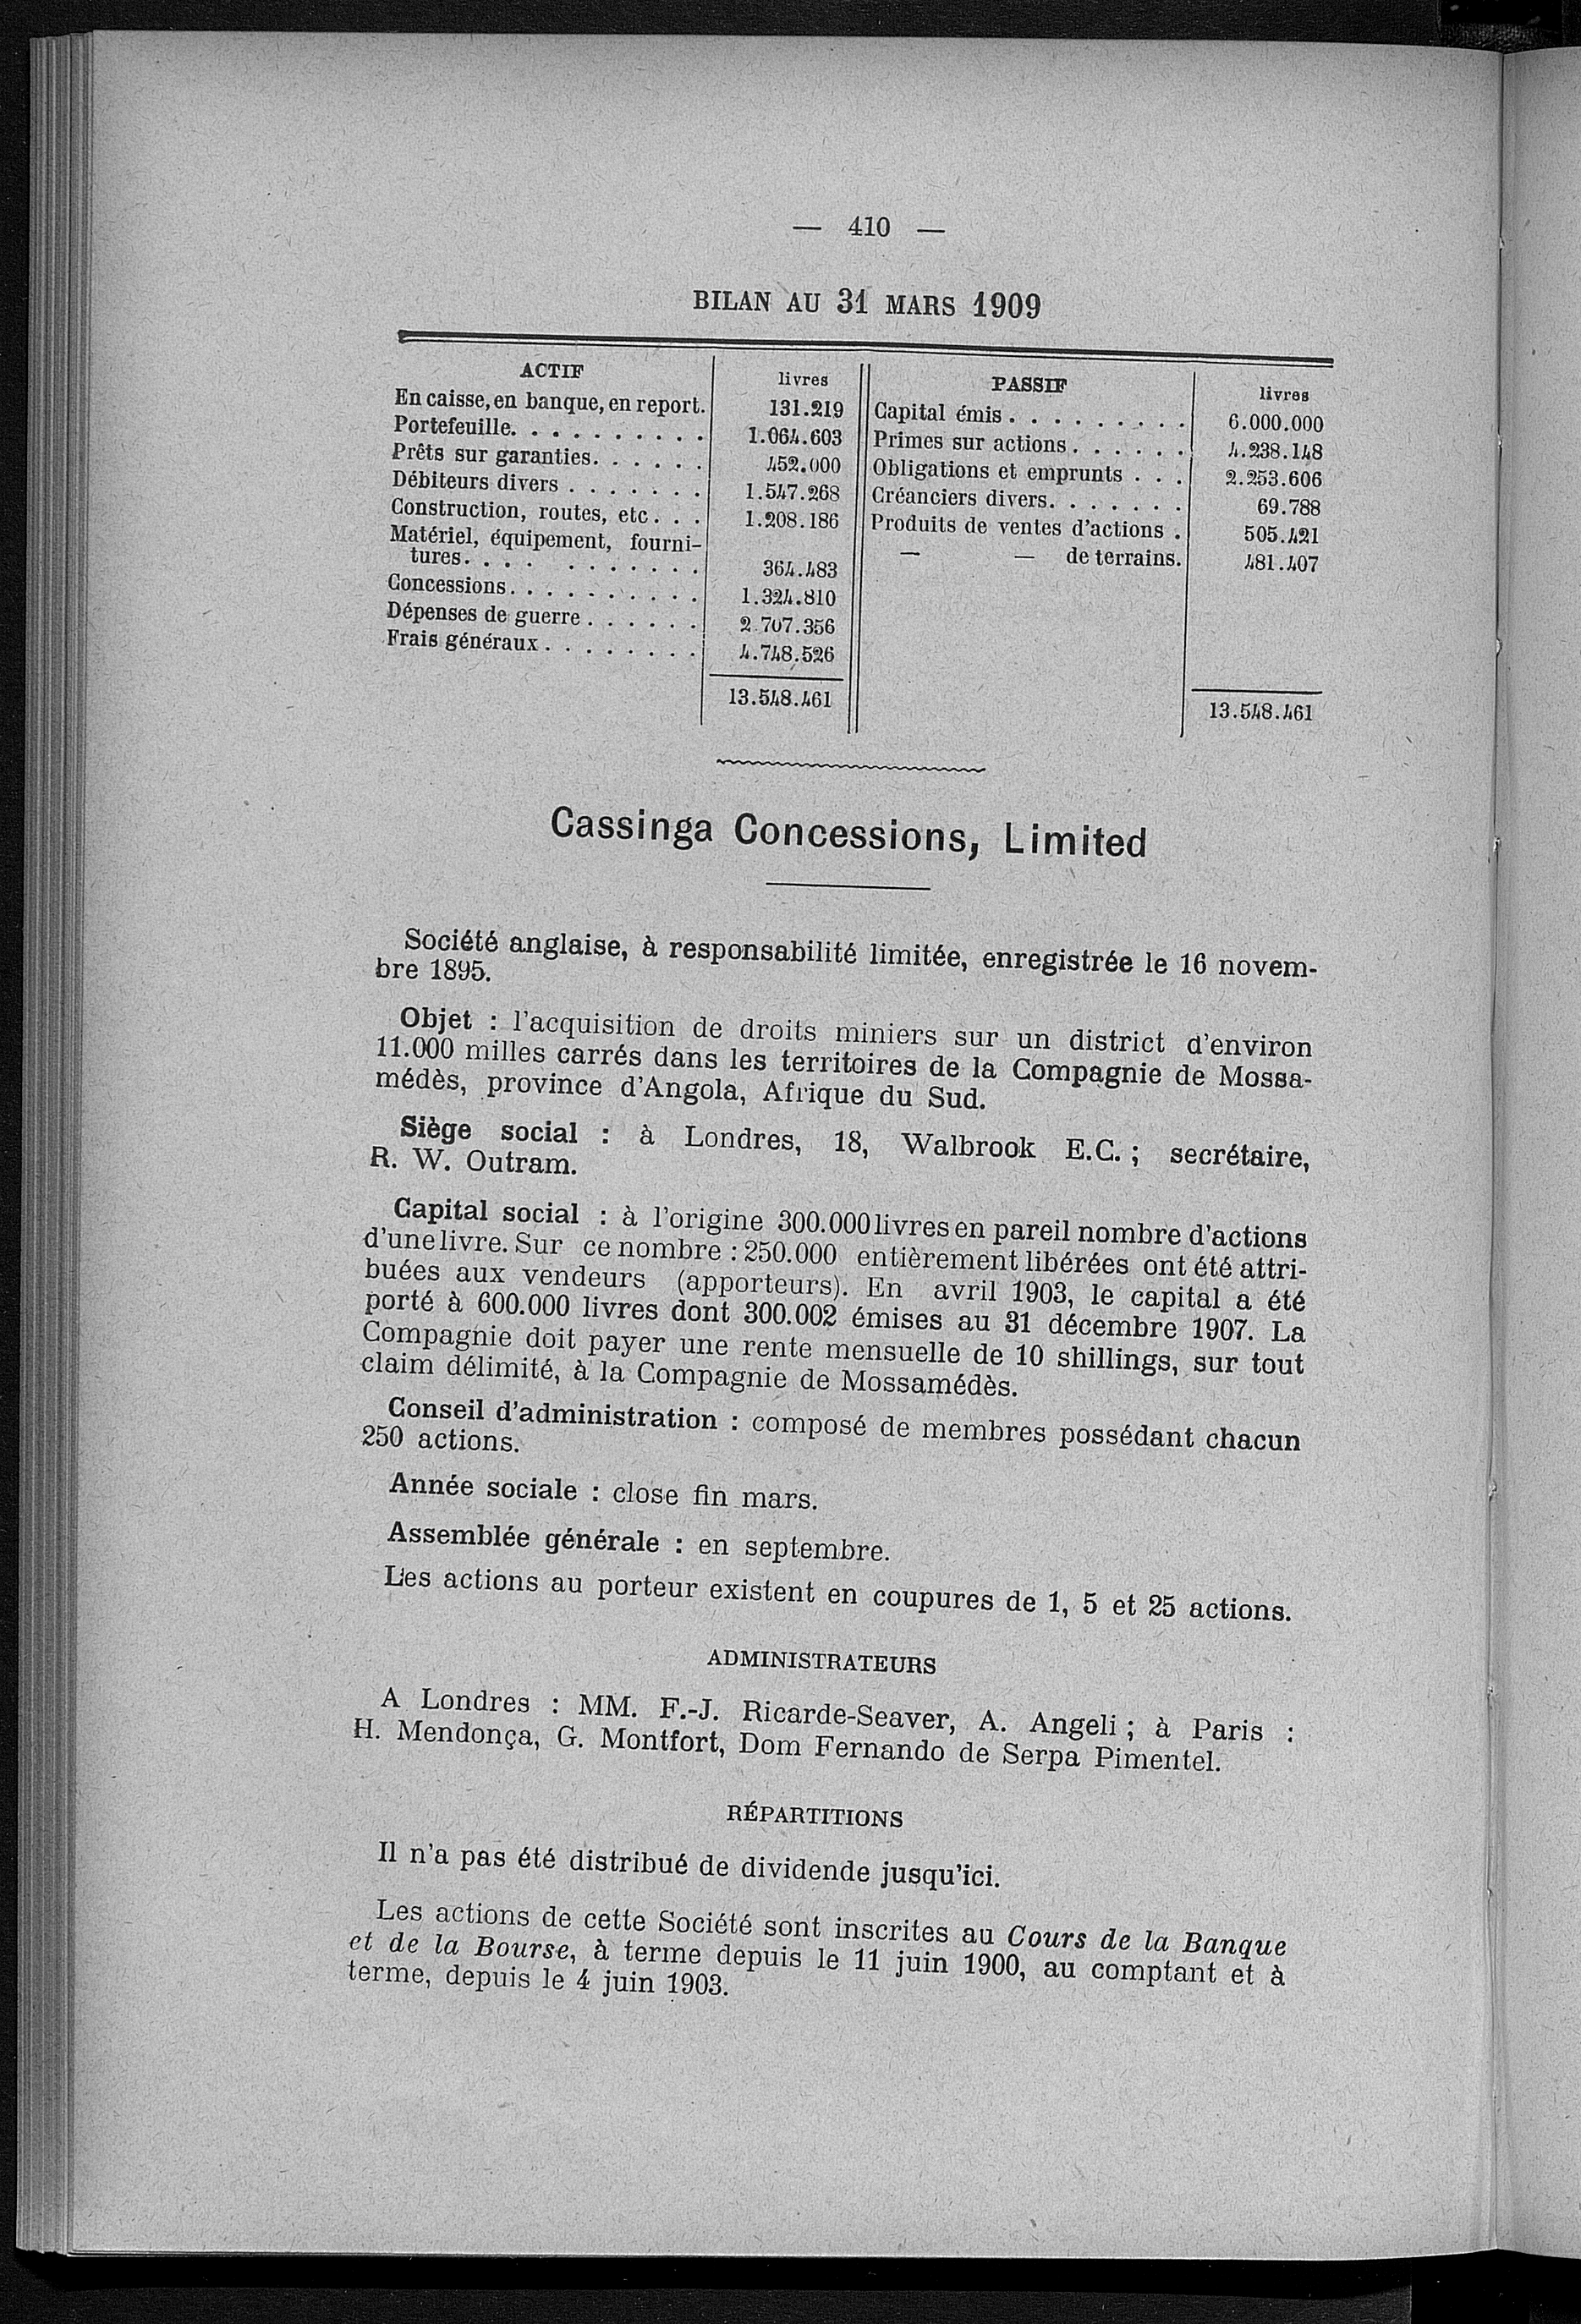 — 410 —
BILAN AU 31 MARS 1909
ACTIF livres
En caisse, en banque, en report. 131.219
Portefeuille. . . . . . . . . . 1.064.603
Prêts sur garanties. . . . . . 452.000
Débiteurs divers . . . . . . . 1.547.268
Construction, routes, etc. . . 1.208.186
Matériel, équipement, fourni-
tures. . . . . . . . . . . 364.483
Concessions. . . . . . . . . . 1.324.810
Dépenses de guerre . . . . . . 2.707.356
Frais généraux . . . . . . . . 4.748.526
13.548.461
PASSIF livres
Capital émis . . . . . . . . . 6.000.000
Primes sur actions . . . . . . 4.238.148
Obligations et emprunts . . . 2.253.606
Créanciers divers. . . . . . . 69.788
Produits de ventes d'actions . 505.421
— — de terrains. 481.407
13.548.461
Cassinga Concessions, Limited
Société anglaise, à responsabilité limitée, enregistrée le 16 novem-
bre 1895.
Objet : l'acquisition de droits miniers sur un district d'environ
11.000 milles carrés dans les territoires de la Compagnie de Mossa-
médès, province d'Angola, Afrique du Sud.
Siège social : à Londres, 18, Walbrook E.C. ; secrétaire,
R. W. Outram.
Capital social : à l'origine 300.000 livres en pareil nombre d'actions
d'une livre. Sur ce nombre : 250.000 entièrement libérées ont été attri-
buées aux vendeurs (apporteurs). En avril 1903, le capital a été
porté à 600.000 livres dont 300.002 émises au 31 décembre 1907. La
Compagnie doit payer une rente mensuelle de 10 shillings, sur tout
claim délimité, à la Compagnie de Mossamédès.
Conseil d'administration : composé de membres possédant chacun
250 actions.
Année sociale : close fin mars.
Assemblée générale : en septembre.
Les actions au porteur existent en coupures de 1, 5 et 25 actions.
ADMINISTRATEURS
A Londres : MM. F.-J. Ricarde-Seaver, A. Angeli ; à Paris :
H. Mendonça, G. Montfort, Dom Fernando de Serpa Pimentel.
RÉPARTITIONS
Il n'a pas été distribué de dividende jusqu'ici.
Les actions de cette Société sont inscrites au Cours de la Banque
et de la Bourse, à terme depuis le 11 juin 1900, au comptant et à
terme, depuis le 4 juin 1903.